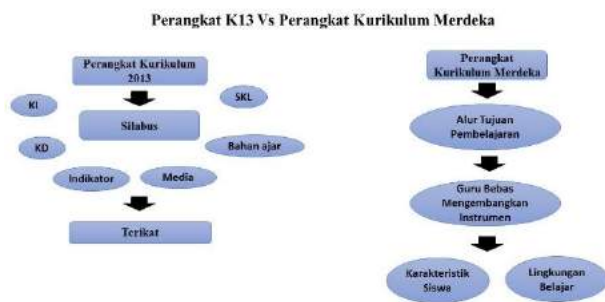 Perangkat K13 Vs Perangkat Kurikulum Merdeka
Perangkat Kurikulum
2013
KI
SKL
Silabus
KD
Bahan ajar
Indikator
Media
Terikat
Perangkat
Kurikulum Merdeka
Alur Tujuan
Pembelajaran
Guru Bebas
Mengembangkan
Instrumen
Karakteristik
Siswa
Lingkungan
Belajar